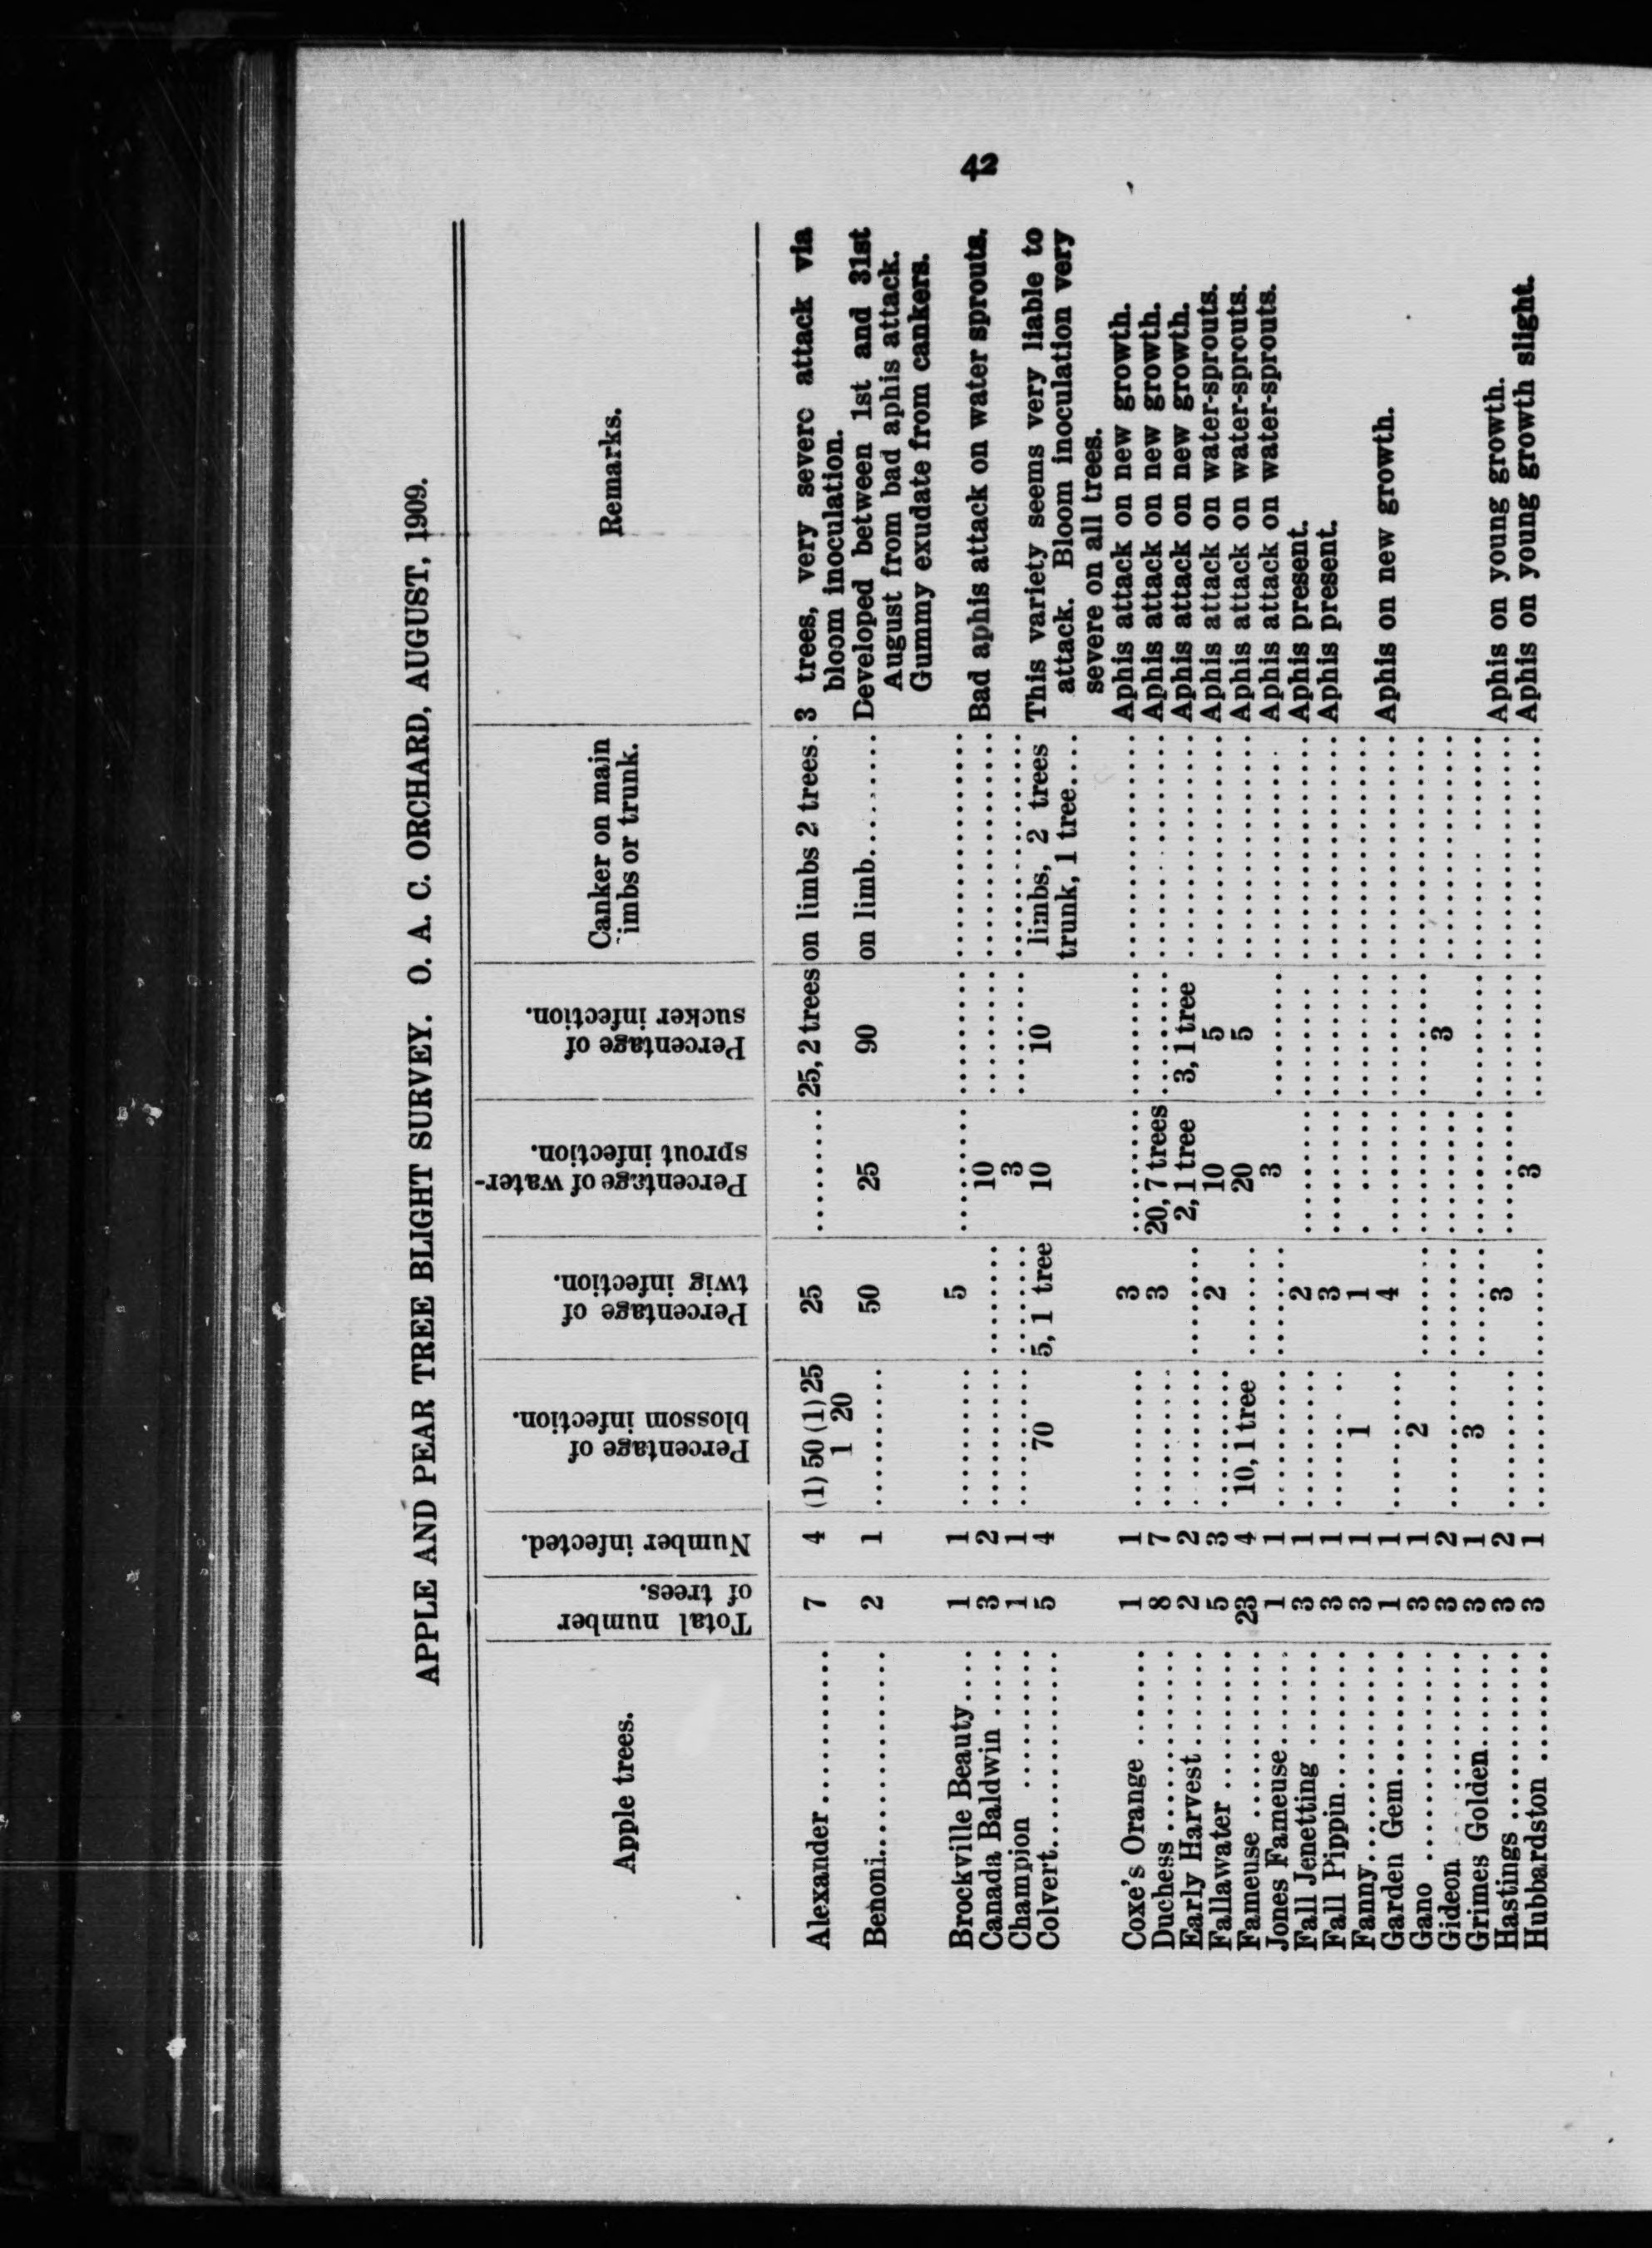 42
APPLE AND PEAR TREE BLIGHT SURVEY. O. A. C. ORCHARD, AUGUST, 1909.
Apple trees. | Total number of trees. | Number infected. | Percentage of blossom infection. | Percentage of twig infection. | Percentage of water-sprout infection. | Percentage of sucker infection. | Canker on main limbs or trunk. | Remarks.
Alexander............ 7 4 (1) 50 (1) 25 25 ......... 25, 2 trees on limbs 2 trees. 3 trees, very severe attack via
1 20 bloom inoculation.
Benoni............... 2 1 .......... 50 25 90 on limb......... Developed between 1st and 31st
August from bad aphis attack.
Gummy exudate from cankers.
Brockville Beauty.... 1 1 .......... 5 ......... ......... ................
Canada Baldwin ..... 3 2 .......... ........ 10 ......... ................ Bad aphis attack on water sprouts.
Champion .......... 1 1 .......... ........ 3 ......... ................
Colvert.............. 5 4 70 5, 1 tree 10 10 limbs, 2 trees This variety seems very liable to
trunk, 1 tree.... attack. Bloom inoculation very
severe on all trees.
Coxe's Orange ....... 1 1 .......... 3 ......... ......... ................ Aphis attack on new growth.
Duchess ............. 8 7 .......... 3 20, 7 trees ......... ................ Aphis attack on new growth.
Early Harvest........ 2 2 .......... ........ 2, 1 tree 3, 1 tree ................ Aphis attack on new growth.
Fallawater .......... 5 3 .......... 2 10 5 ................ Aphis attack on water-sprouts.
Fameuse ............. 23 4 10, 1 tree ........ 20 5 ................ Aphis attack on water-sprouts.
Jones Fameuse....... 1 1 .......... ........ 3 ......... ................ Aphis attack on water-sprouts.
Fall Jenetting ....... 3 1 .......... 2 ......... ......... ................ Aphis present.
Fall Pippin.......... 3 1 .......... 3 ......... ......... ................ Aphis present.
Fanny............... 3 1 1 1 ......... ......... ................
Garden Gem......... 1 1 .......... 4 ......... ......... ................ Aphis on new growth.
Gano ............... 3 1 2 ........ ......... ......... ................
Gideon ............. 3 2 .......... ........ ......... 3 ................
Grimes Golden....... 3 1 3 ........ ......... ......... ................
Hastings ............ 3 2 .......... 3 ......... ......... ................ Aphis on young growth.
Hubbardston ........ 3 1 .......... ........ 3 ......... ................ Aphis on young growth slight.